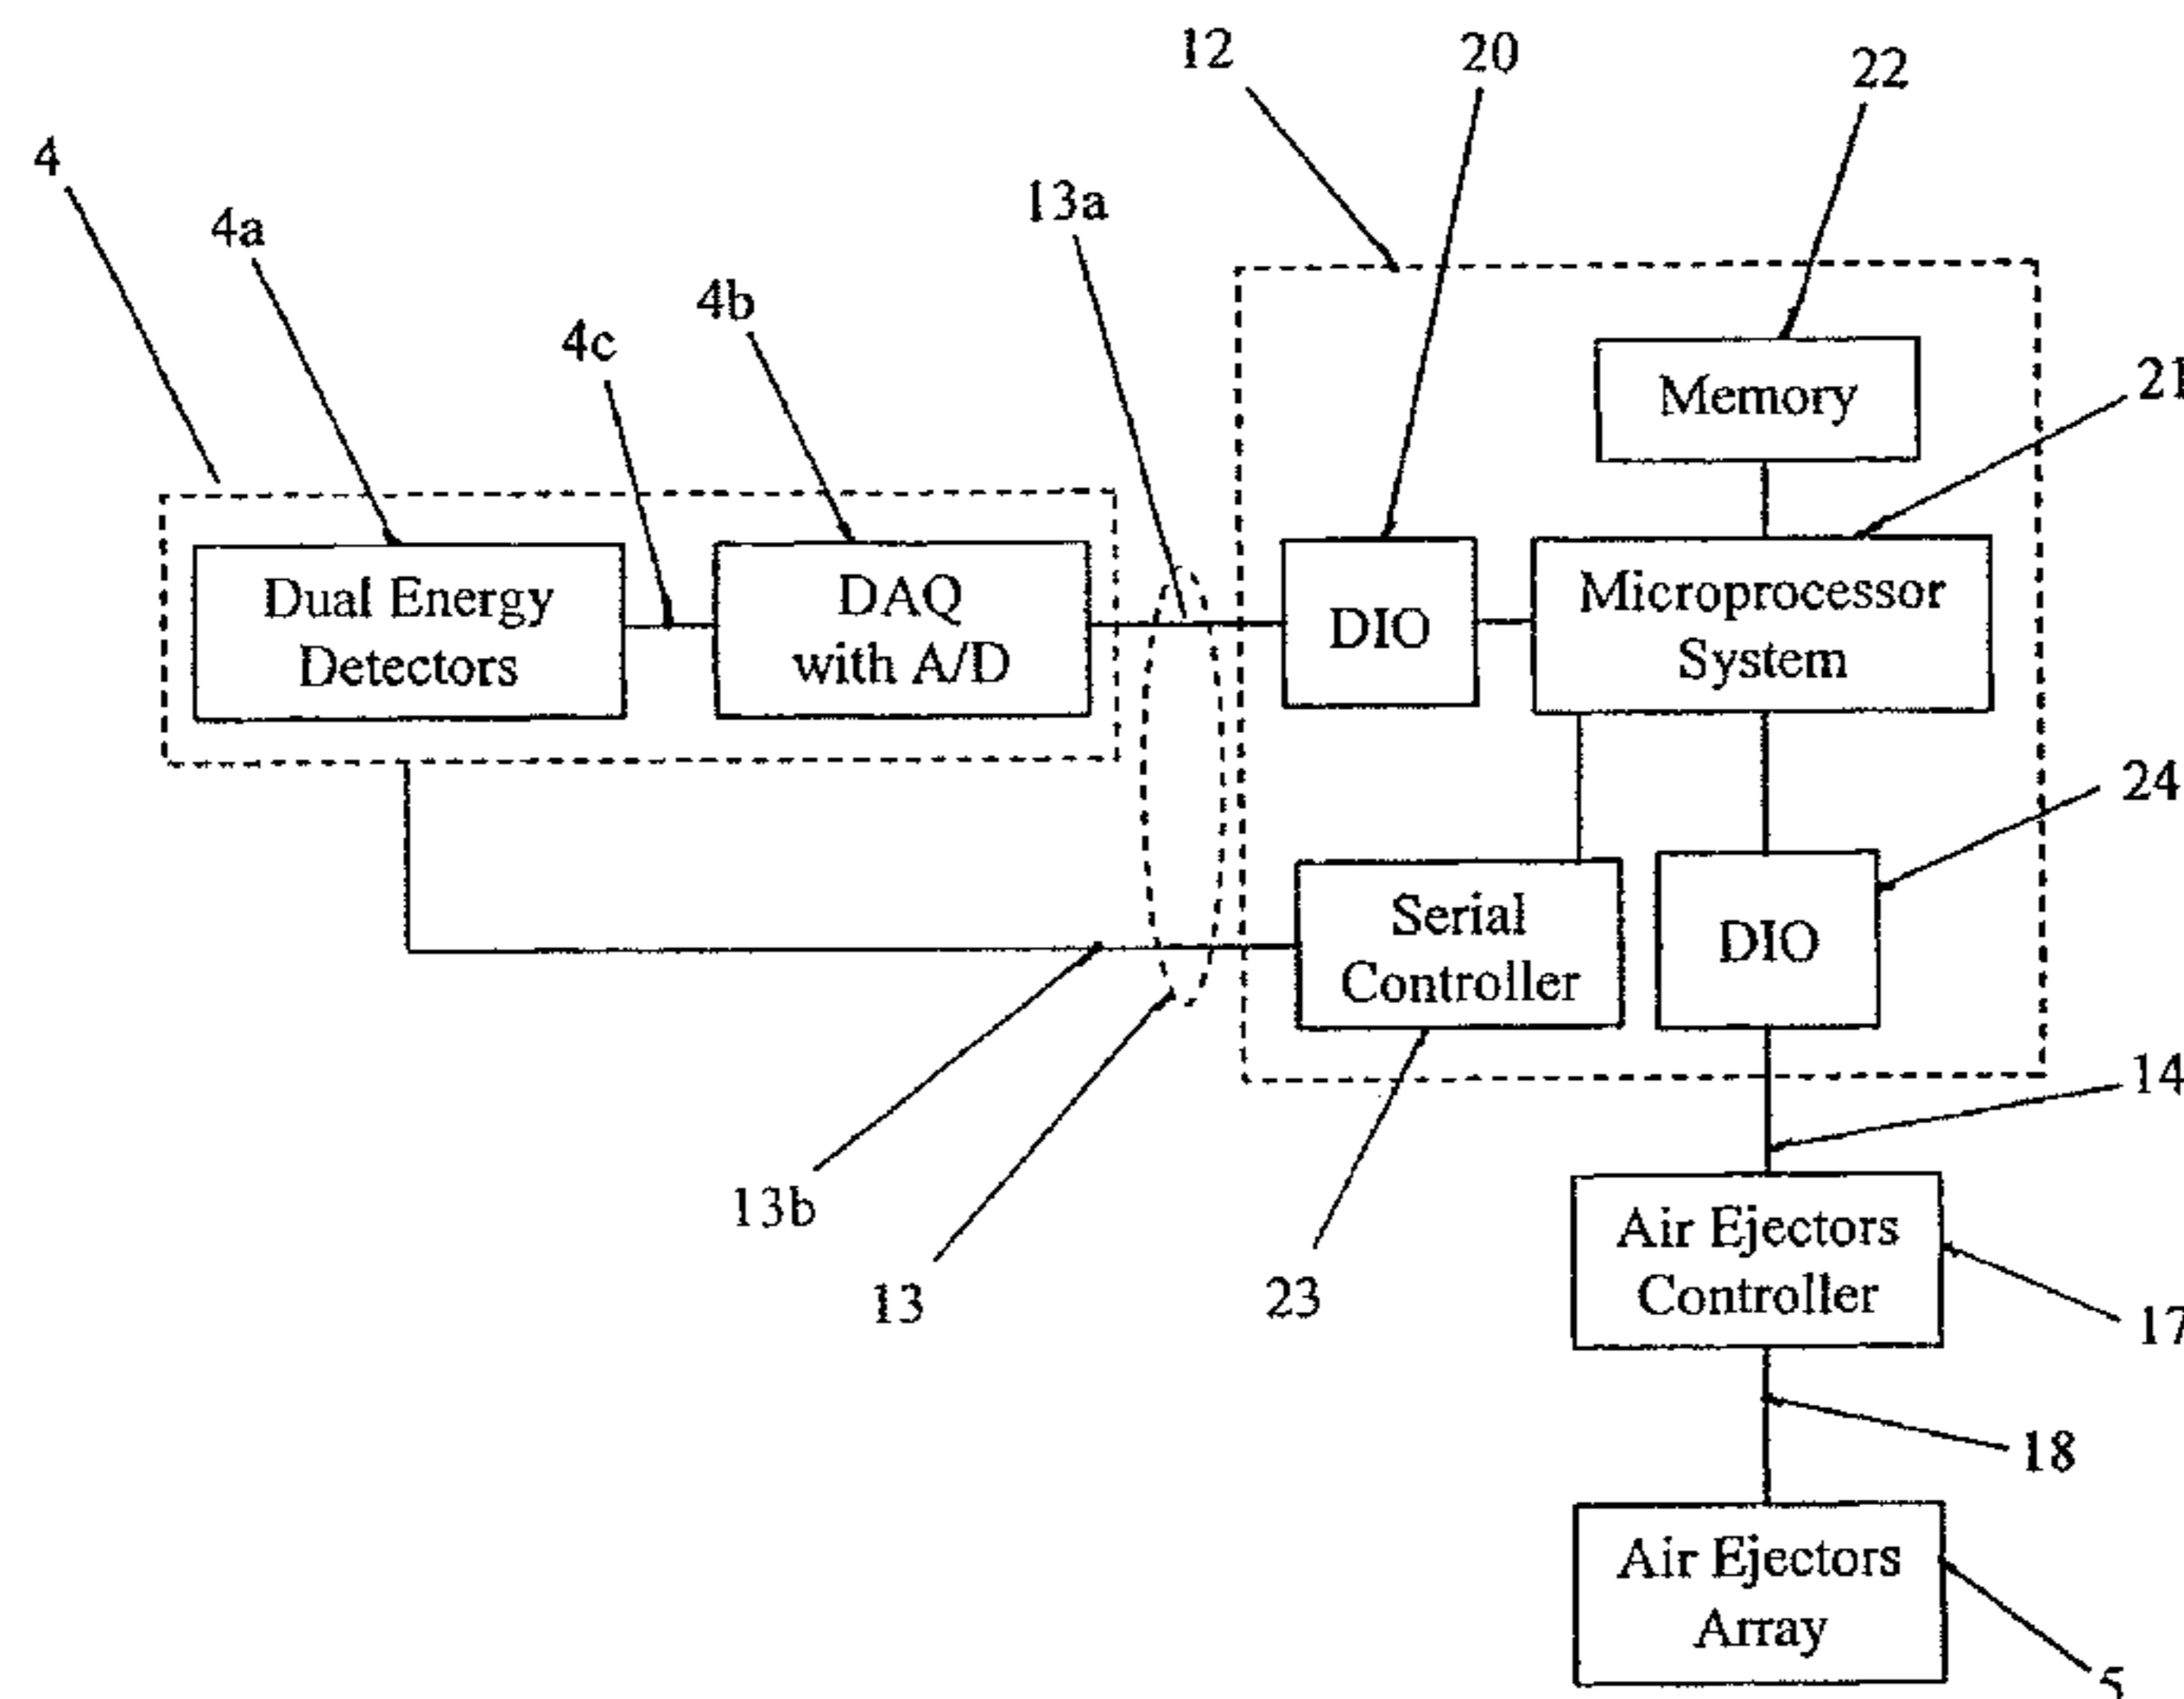 12
20
22
4
4a
13a
4b
4c
21
Memory
Dual Energy
Detectors
DAQ
with A/D
DIO
Microprocessor
System
24
Serial
Controller
DIO
14
13b
13
23
Air Ejectors
Controller
17
18
Air Ejectors
Array
5